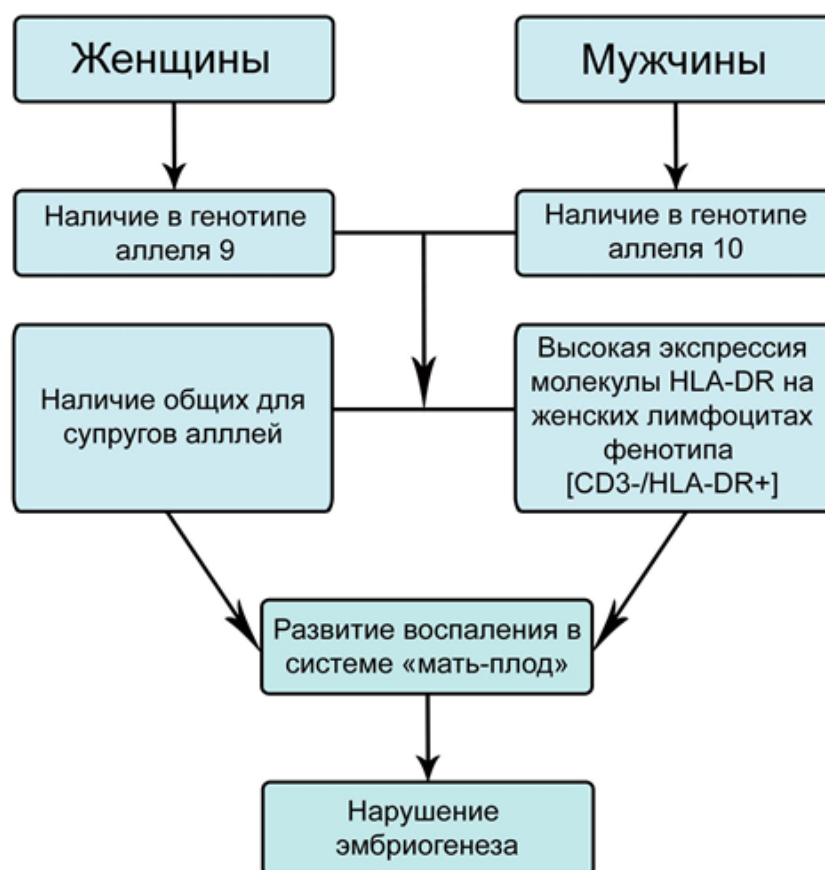 Женщины
Мужчины
Наличие в генотипе
аллеля 9
Наличие в генотипе
аллеля 10
Наличие общих для
супругов алллей
Высокая экспрессия
молекулы HLA-DR на
женских лимфоцитах
фенотипа
[CD3-/HLA-DR+]
Развитие воспаления в
системе «мать-плод»
Нарушение
эмбриогенеза